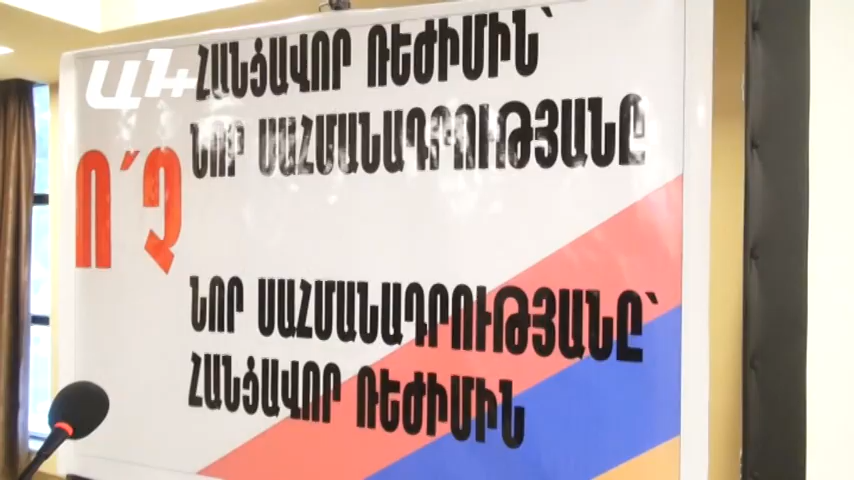 ա1+
ՀԱՆՑԱՎՈՐ ՌԵԺԻՄԻՆ՝
ՆՈՐ ՍԱՀՄԱՆԱԴՐՈՒԹՅԱՆԸ
Ո՛Չ
ՆՈՐ ՍԱՀՄԱՆԱԴՐՈՒԹՅԱՆԸ՝
ՀԱՆՑԱՎՈՐ ՌԵԺԻՄԻՆ